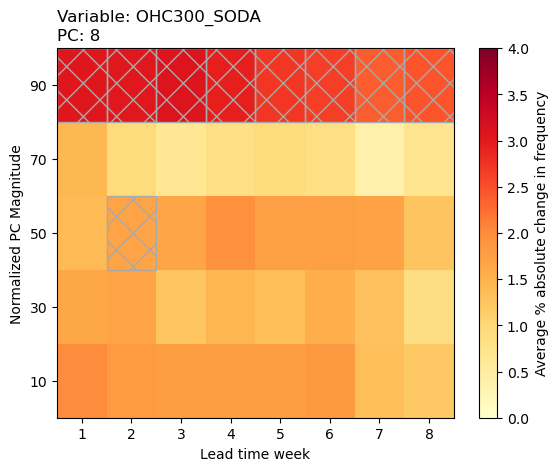 Variable: OHC300_SODA
PC: 8
90
70
50
30
10
Normalized PC Magnitude
1 2 3 4 5 6 7 8
Lead time week
4.0
3.5
3.0
2.5
2.0
1.5
1.0
0.5
0.0
Average % absolute change in frequency